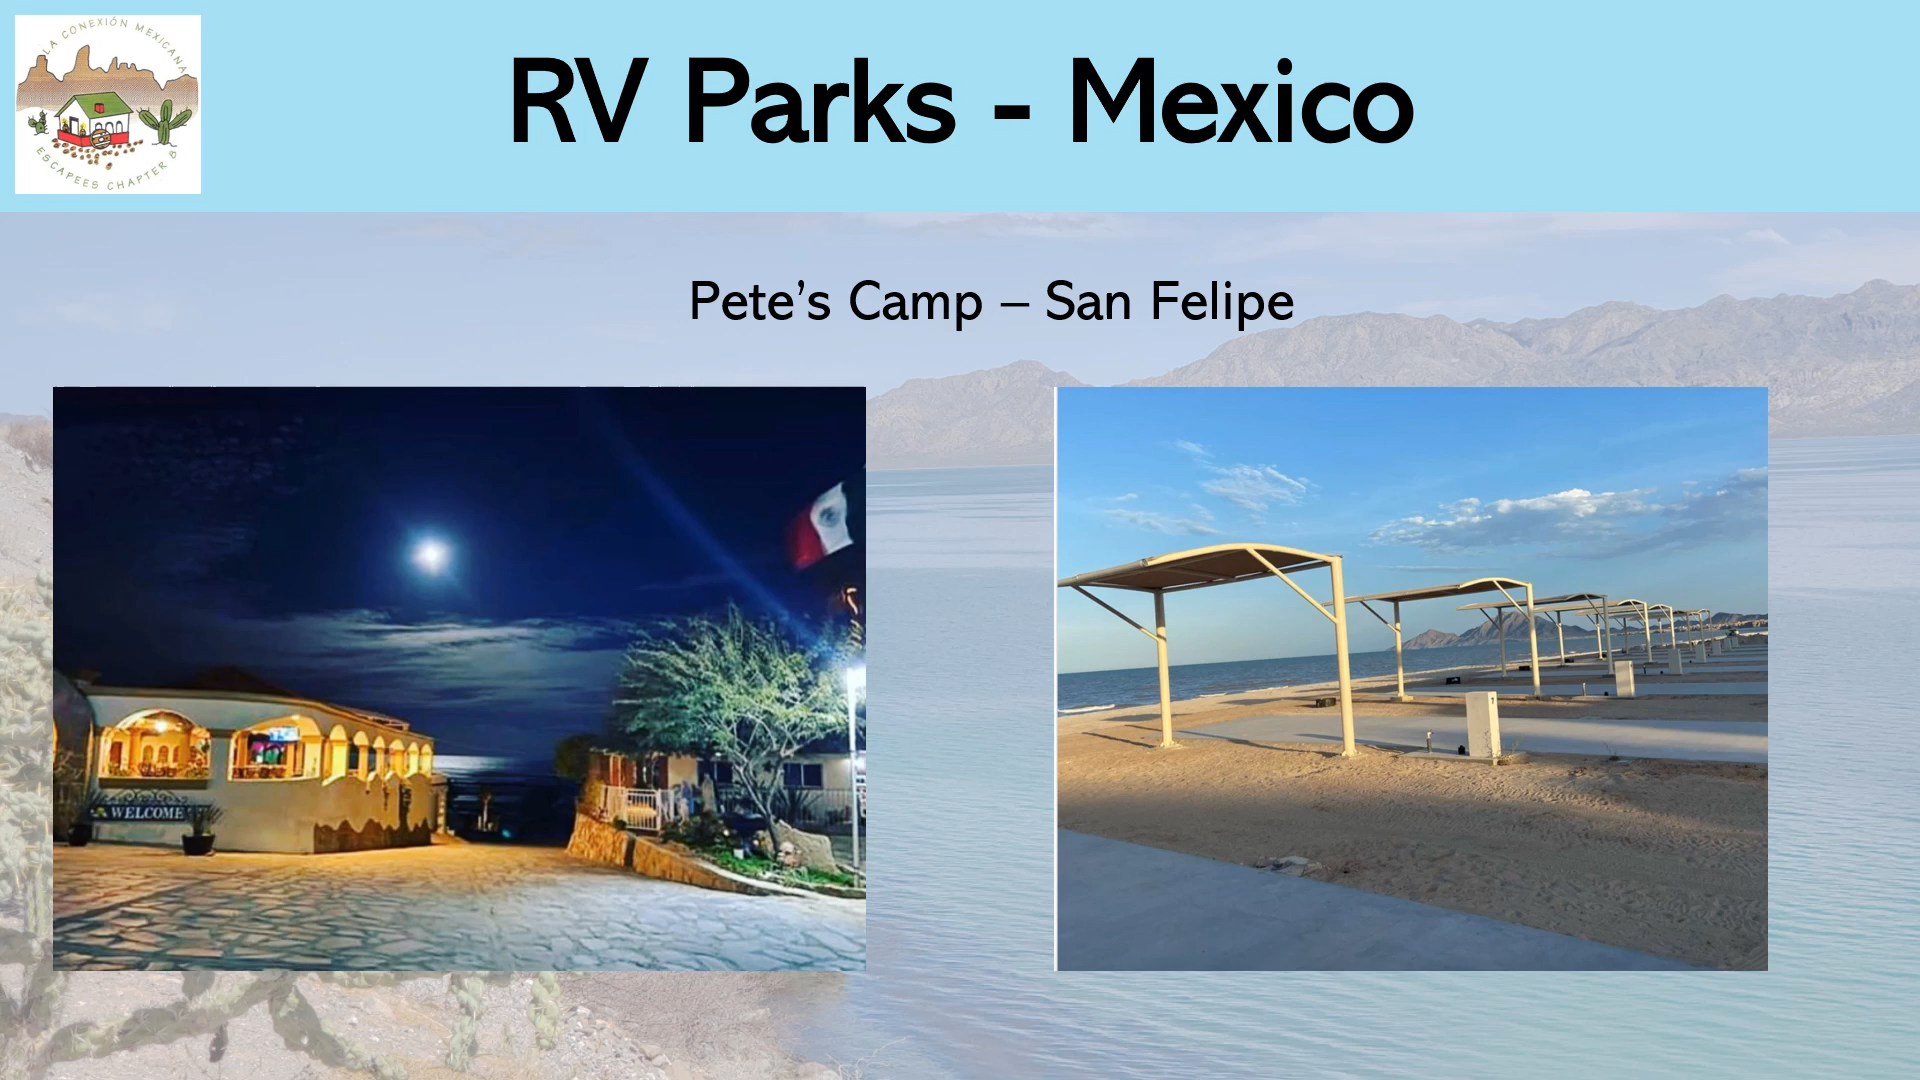 LA CONEXIÓN MEXICANA
RV Parks - Mexico
ESCAPEES CHAPTER 8
Pete’s Camp – San Felipe
WELCOME